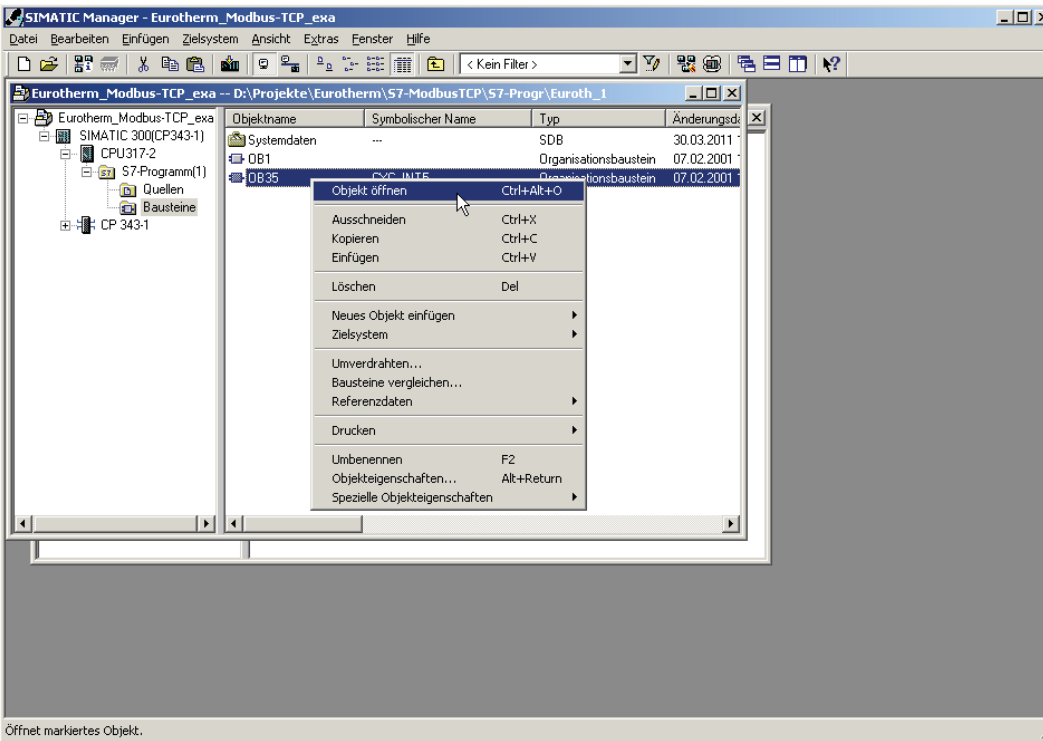 SIMATIC Manager - Eurotherm_Modbus-TCP_exa
Datei Bearbeiten Einfügen Zielsystem Ansicht Extras Fenster Hilfe
< Kein Filter >
Eurotherm_Modbus-TCP_exa -- D:\Projekte\Eurotherm\S7-ModbusTCP\S7-Progr\Euroth_1
Eurotherm_Modbus-TCP_exa
SIMATIC 300(CP343-1)
CPU317-2
S7-Programm(1)
Quellen
Bausteine
CP 343-1
Objektname Symbolischer Name Typ Änderungsda
Systemdaten --- SDB 30.03.2011 1
OB1 Organisationsbaustein 07.02.2001 1
OB35 CYC_INT5 Organisationsbaustein 07.02.2001 1
Objekt öffnen Ctrl+Alt+O
Ausschneiden Ctrl+X
Kopieren Ctrl+C
Einfügen Ctrl+V
Löschen Del
Neues Objekt einfügen
Zielsystem
Umverdrahten...
Bausteine vergleichen...
Referenzdaten
Drucken
Umbenennen F2
Objekteigenschaften... Alt+Return
Spezielle Objekteigenschaften
Öffnet markiertes Objekt.